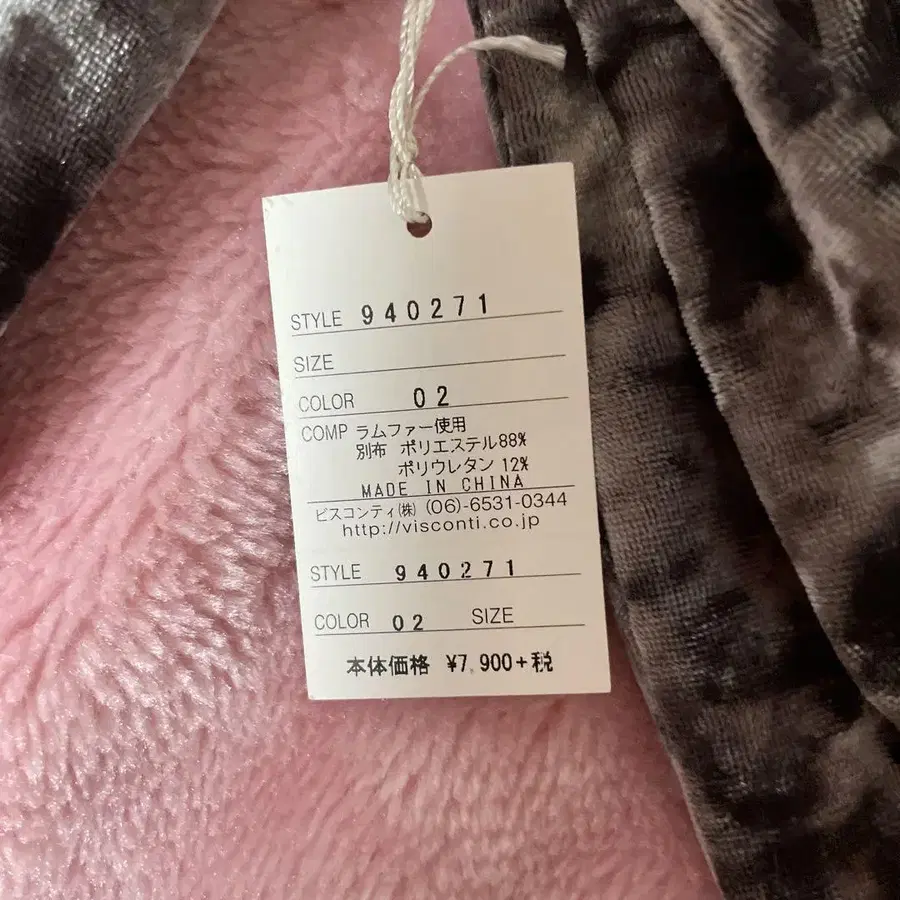 STYLE 940271
SIZE
COLOR 02
COMP ラムファー使用
別布 ポリエステル88%
ポリウレタン 12%
MADE IN CHINA
ビスコンティ(株) (06)-6531-0344
http://visconti.co.jp
STYLE 940271
COLOR 02 SIZE
本体価格 ¥7,900+税